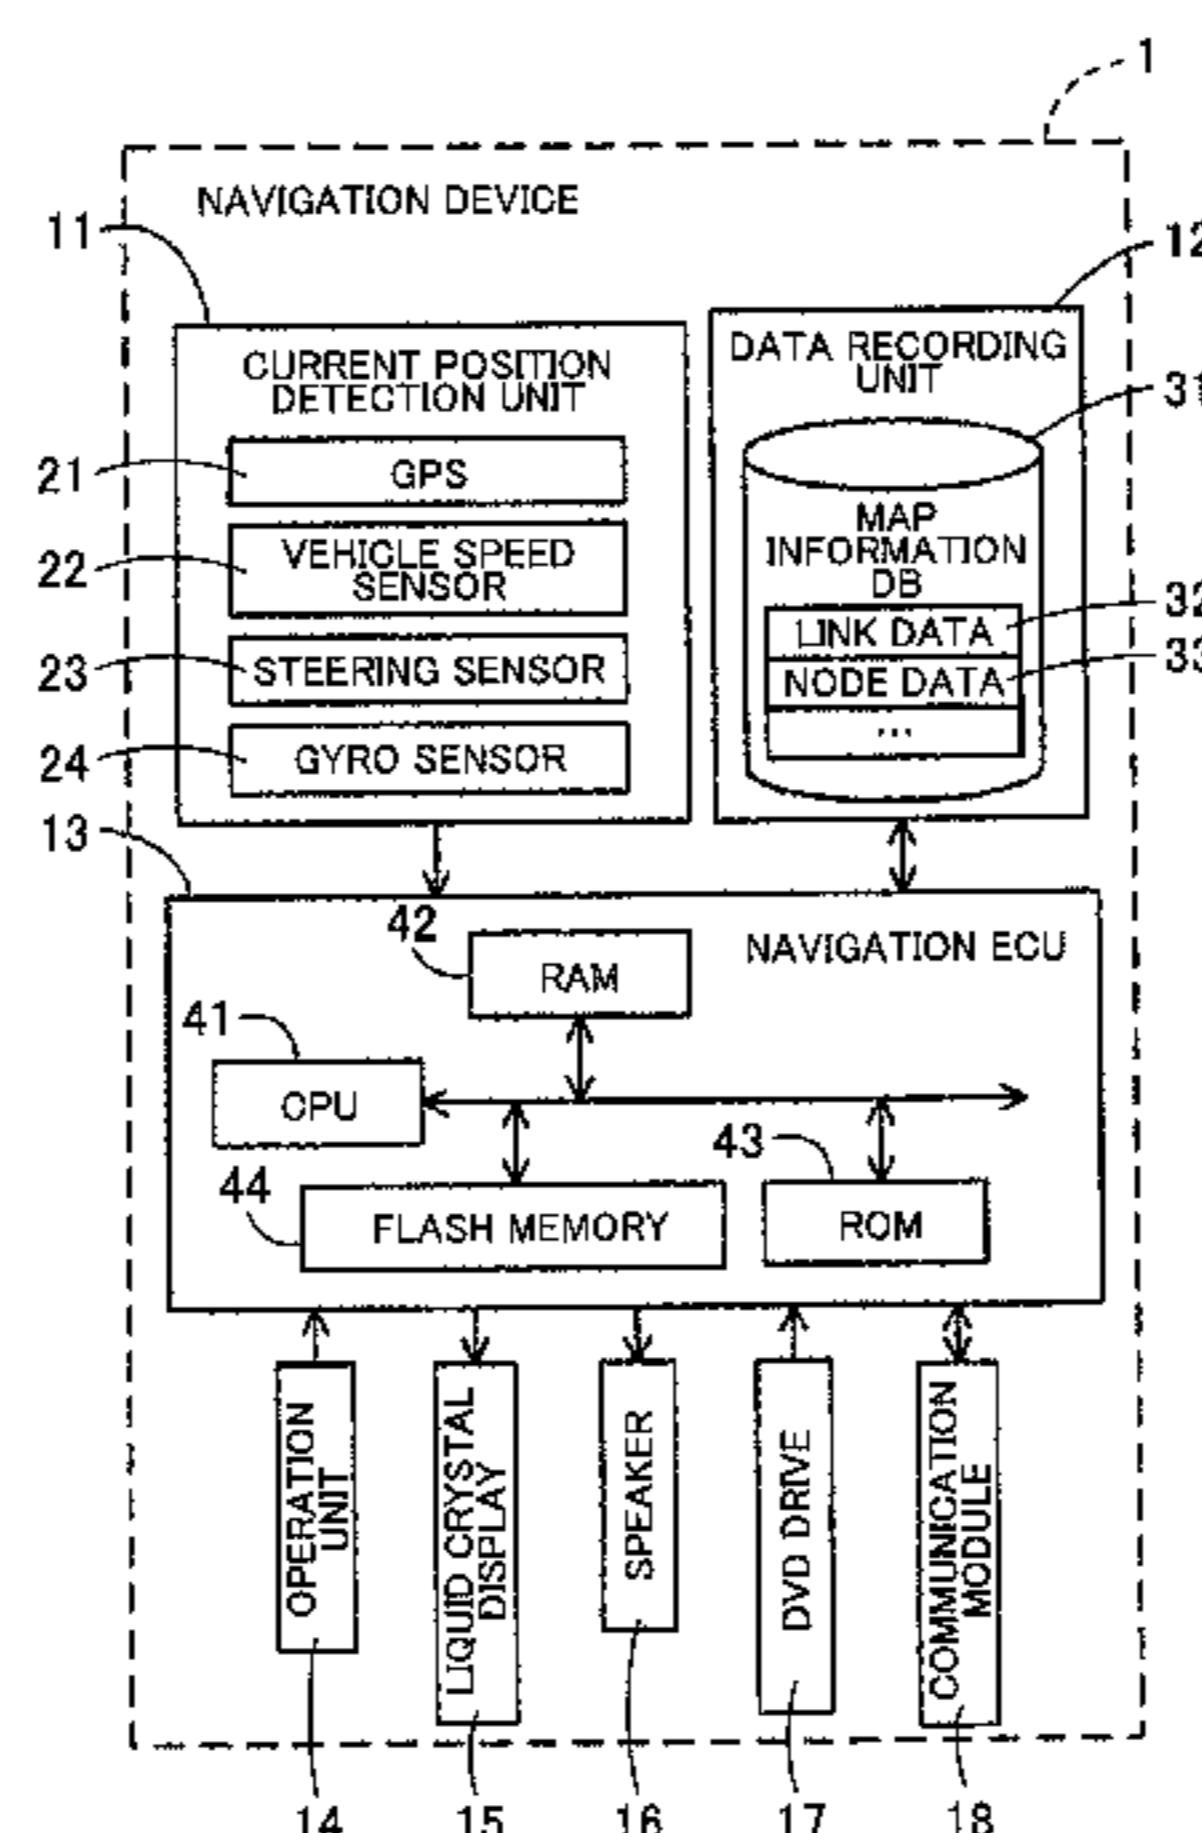 1
NAVIGATION DEVICE
11
12
CURRENT POSITION
DETECTION UNIT
DATA RECORDING
UNIT
31
21
GPS
MAP
INFORMATION
DB
22
VEHICLE SPEED
SENSOR
32
LINK DATA
23
STEERING SENSOR
33
NODE DATA
...
24
GYRO SENSOR
13
42
RAM
NAVIGATION ECU
41
CPU
43
44
FLASH MEMORY
ROM
OPERATION
UNIT
LIQUID CRYSTAL
DISPLAY
SPEAKER
DVD DRIVE
COMMUNICATION
MODULE
14
15
16
17
18